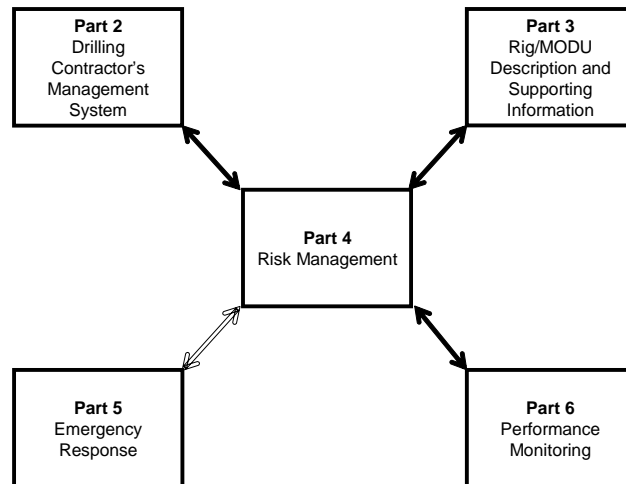 Part 2
Drilling
Contractor's
Management
System
Part 3
Rig/MODU
Description and
Supporting
Information
Part 4
Risk Management
Part 5
Emergency
Response
Part 6
Performance
Monitoring